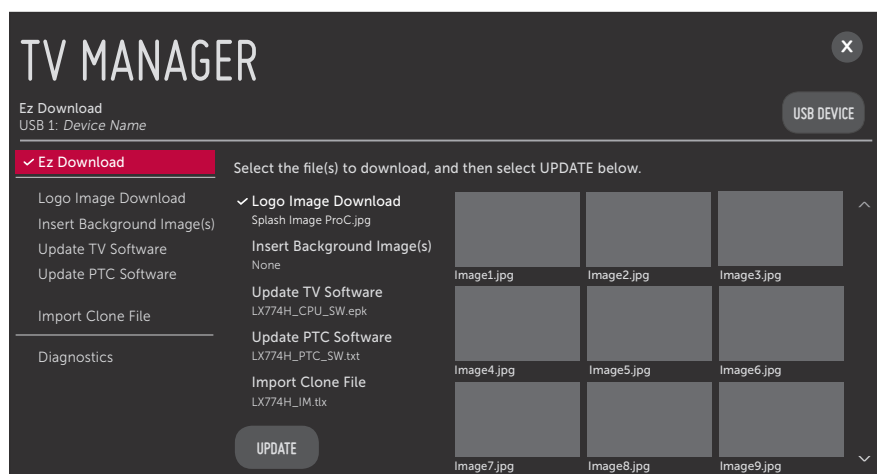 TV MANAGER
X
Ez Download
USB 1: Device Name
USB DEVICE
Ez Download
Logo Image Download
Insert Background Image(s)
Update TV Software
Update PTC Software
Import Clone File
Diagnostics
Select the file(s) to download, and then select UPDATE below.
Logo Image Download
Splash Image ProC.jpg
Insert Background Image(s)
None
Update TV Software
LX774H_CPU_SW.epk
Update PTC Software
LX774H_PTC_SW.txt
Import Clone File
LX774H_IM.tlx
UPDATE
Image1.jpg
Image2.jpg
Image3.jpg
Image4.jpg
Image5.jpg
Image6.jpg
Image7.jpg
Image8.jpg
Image9.jpg